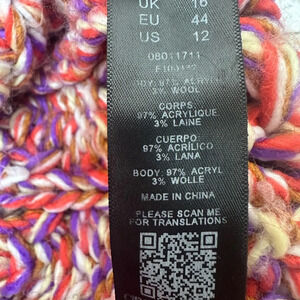 UK 16
EU 44
US 12
08011711
BODY: 97% ACRYLIC
3% WOOL
CORPS:
97% ACRYLIQUE
3% LAINE
CUERPO:
97% ACRÍLICO
3% LANA
BODY: 97% ACRYL
3% WOLLE
MADE IN CHINA
PLEASE SCAN ME
FOR TRANSLATIONS